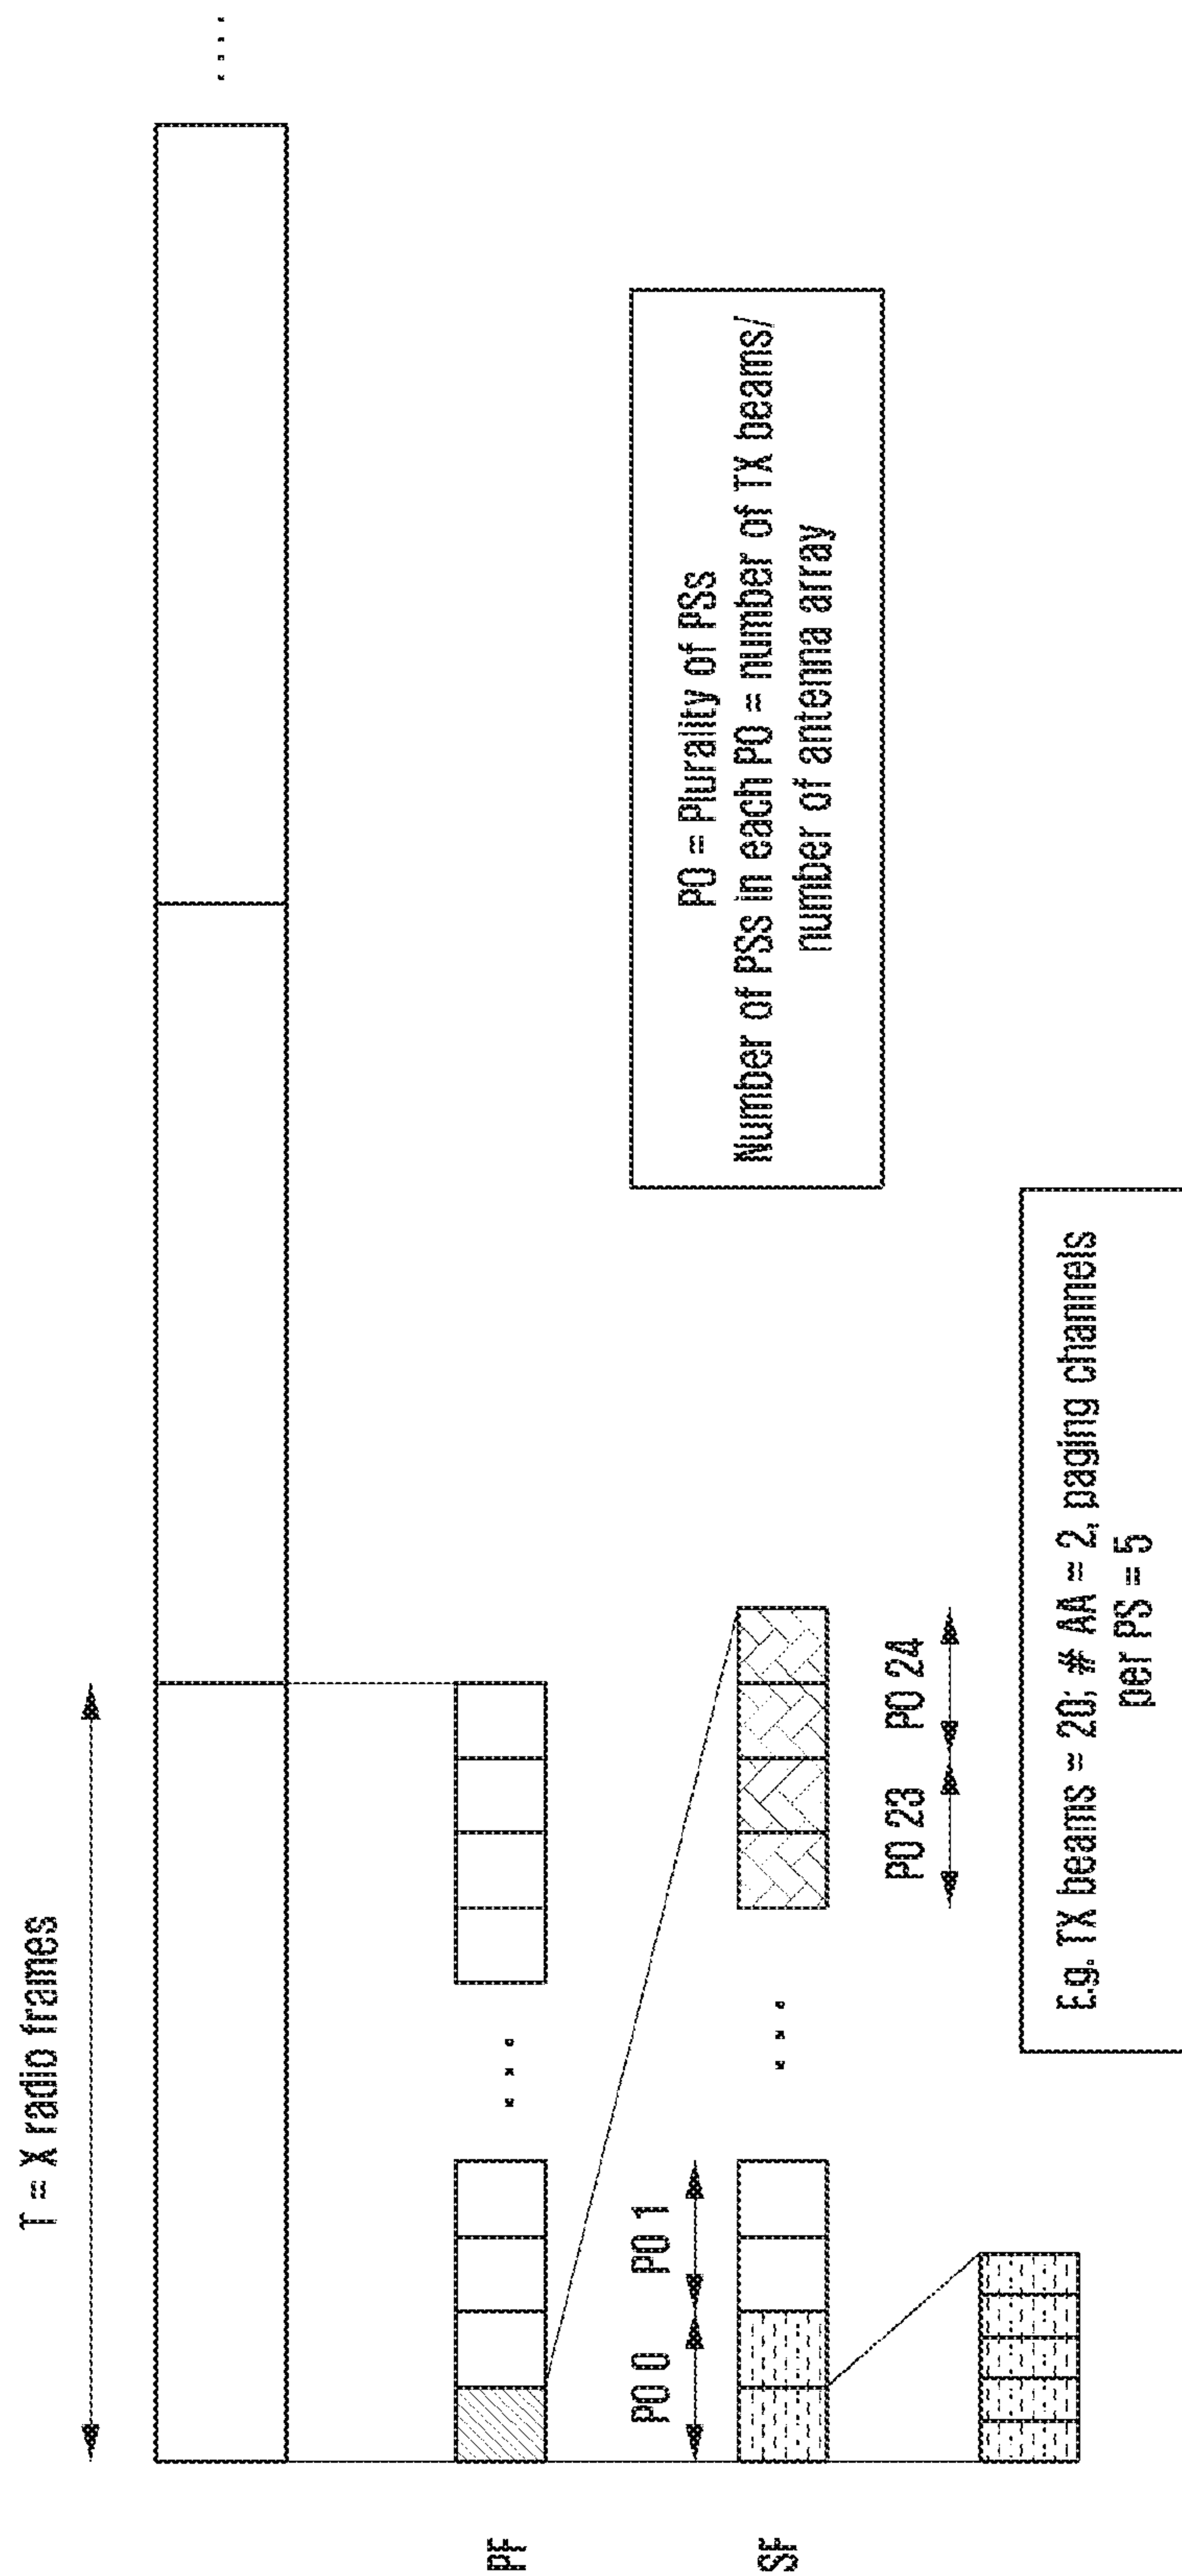 T = X radio frames
PF
PO 0
PO 1
SF
PO 23
PO 24
PO = Plurality of PSs
Number of PSs in each PO = number of TX beams/
number of antenna array
E.g. TX beams = 20; # AA = 2, paging channels
per PS = 5